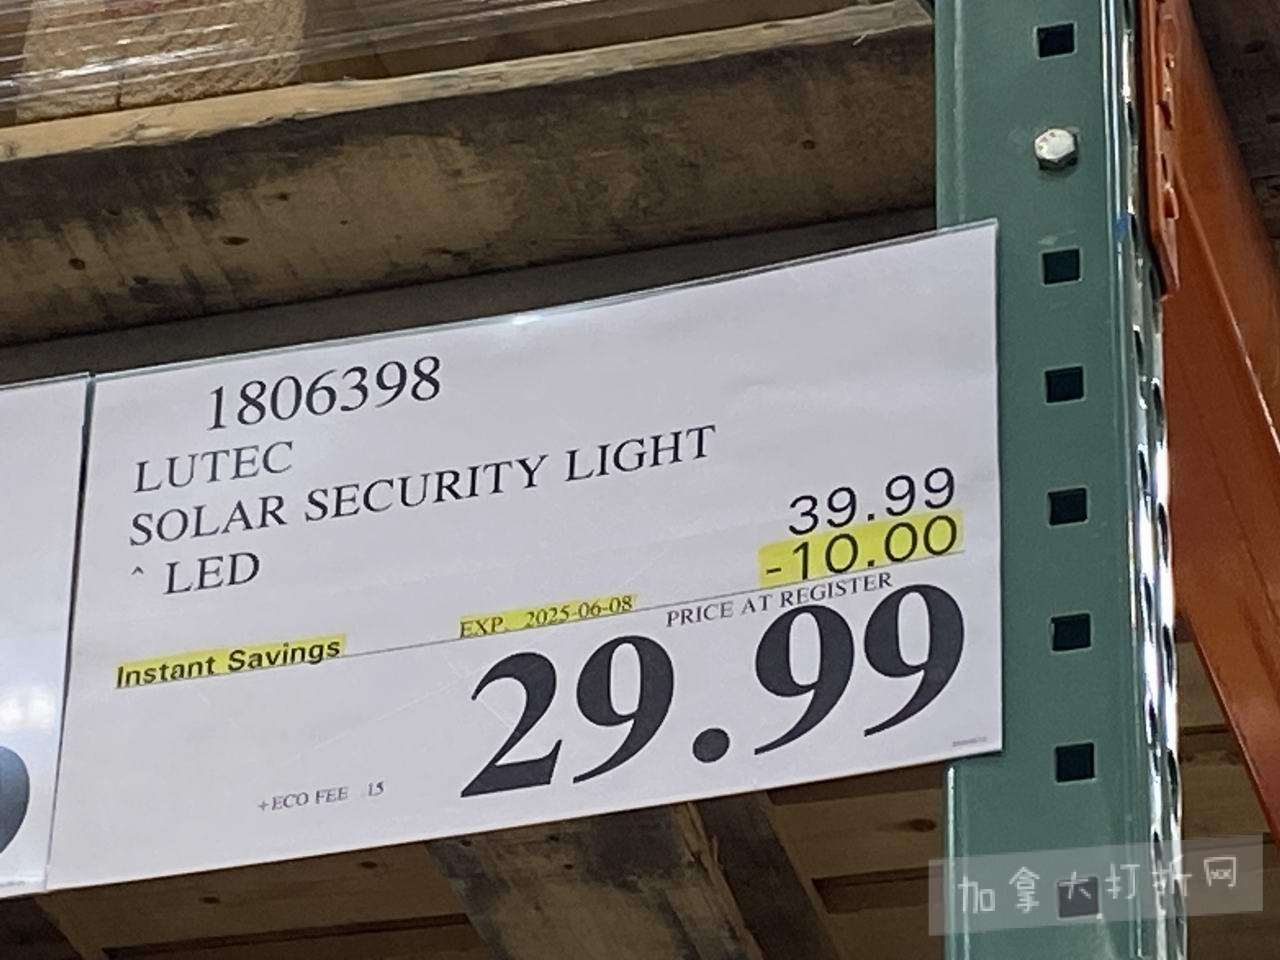 1806398
LUTEC
SOLAR SECURITY LIGHT
^ LED
39.99
-10.00
Instant Savings
EXP. 2025-06-08
PRICE AT REGISTER
29.99
+ECO FEE .15
加拿大打折网